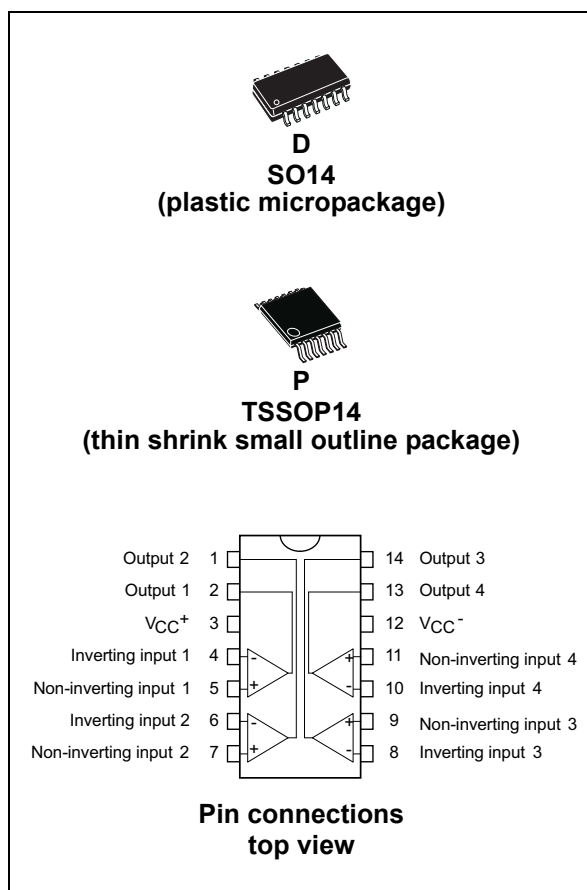 D
SO14
(plastic micropackage)
P
TSSOP14
(thin shrink small outline package)
Output 2 1 14 Output 3
Output 1 2 13 Output 4
VCC+ 3 12 VCC-
Inverting input 1 4 - + 11 Non-inverting input 4
Non-inverting input 1 5 + - 10 Inverting input 4
Inverting input 2 6 - + 9 Non-inverting input 3
Non-inverting input 2 7 + - 8 Inverting input 3
Pin connections
top view